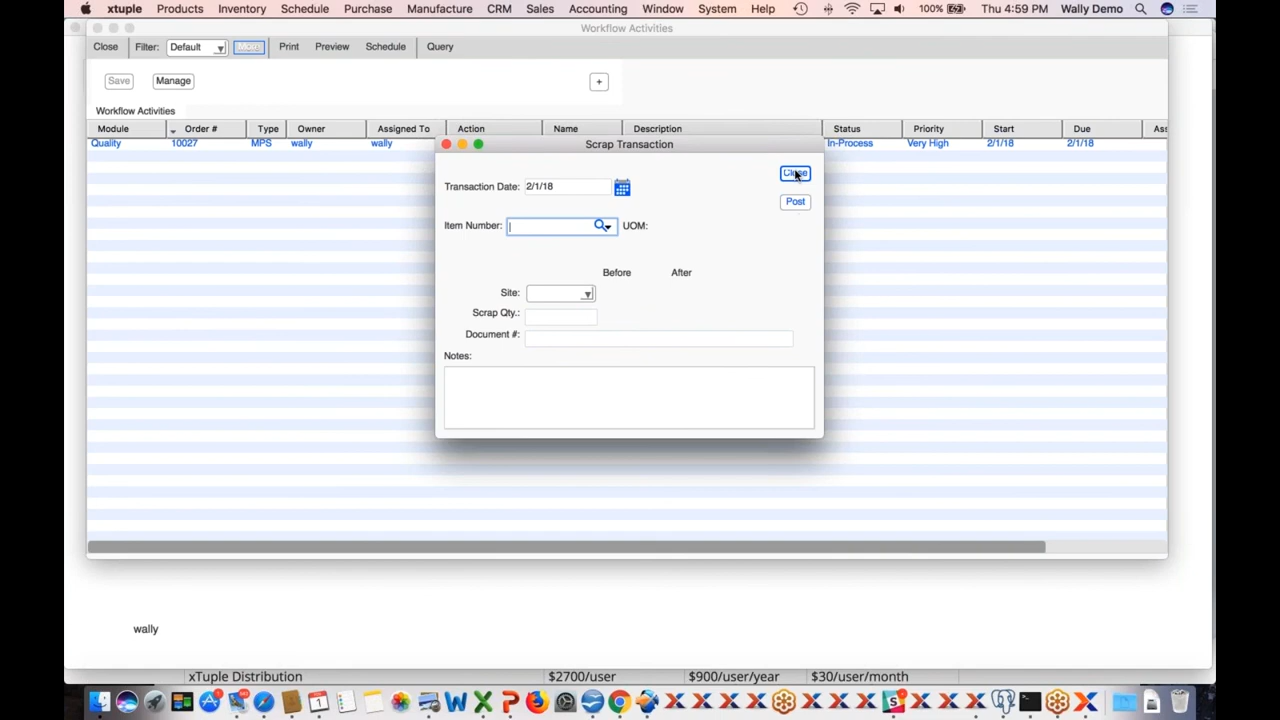 xtuple Products Inventory Schedule Purchase Manufacture CRM Sales Accounting Window System Help 100% Thu 4:59 PM Wally Demo
Workflow Activities
Close Filter: Default More Print Preview Schedule Query
Save Manage +
Workflow Activities
Module Order # Type Owner Assigned To Action Name Description Status Priority Start Due Ass
Quality 10027 MPS wally wally In-Process Very High 2/1/18 2/1/18
Scrap Transaction
Transaction Date: 2/1/18 Close
Post
Item Number: UOM:
Before After
Site:
Scrap Qty.:
Document #:
Notes:
wally
xTuple Distribution $2700/user $900/user/year $30/user/month